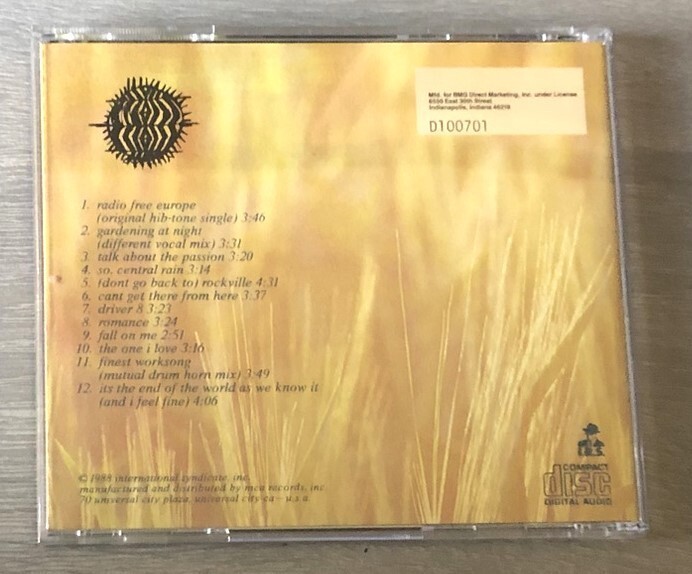 Mfd. for BMG Direct Marketing, Inc. under License
6550 East 30th Street
Indianapolis, Indiana 46219
D100701
1. radio free europe
(original hib-tone single) 3:46
2. gardening at night
(different vocal mix) 3:31
3. talk about the passion 3:20
4. so. central rain 3:14
5. (dont go back to) rockville 4:31
6. cant get there from here 3:37
7. driver 8 3:23
8. romance 3:24
9. fall on me 2:51
10. the one i love 3:16
11. finest worksong
(mutual drum horn mix) 3:49
12. its the end of the world as we know it
(and i feel fine) 4:06
I.R.S.
© 1988 international syndicate, inc.
manufactured and distributed by mca records, inc.
70 universal city plaza, universal city ca– u.s.a
COMPACT
disc
DIGITAL AUDIO